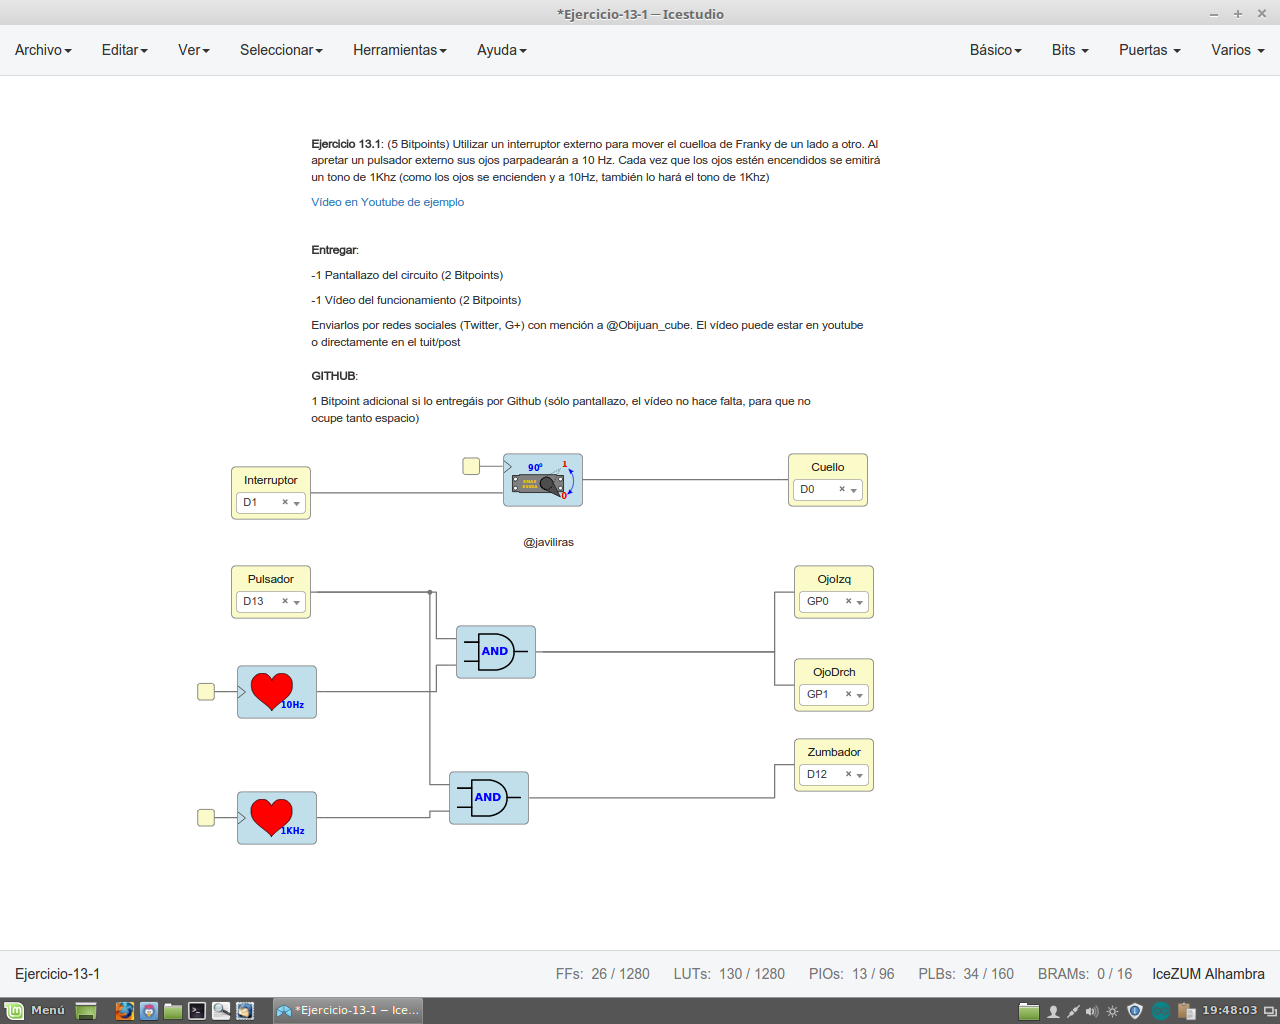 *Ejercicio-13-1 — Icestudio
Archivo Editar Ver Seleccionar Herramientas Ayuda Básico Bits Puertas Varios
Ejercicio 13.1: (5 Bitpoints) Utilizar un interruptor externo para mover el cuelloa de Franky de un lado a otro. Al
apretar un pulsador externo sus ojos parpadearán a 10 Hz. Cada vez que los ojos estén encendidos se emitirá
un tono de 1Khz (como los ojos se encienden y a 10Hz, también lo hará el tono de 1Khz)
Vídeo en Youtube de ejemplo
Entregar:
-1 Pantallazo del circuito (2 Bitpoints)
-1 Vídeo del funcionamiento (2 Bitpoints)
Enviarlos por redes sociales (Twitter, G+) con mención a @Obijuan_cube. El vídeo puede estar en youtube
o directamente en el tuit/post
GITHUB:
1 Bitpoint adicional si lo entregáis por Github (sólo pantallazo, el vídeo no hace falta, para que no
ocupe tanto espacio)
Interruptor
D1
90º
1
0
Cuello
D0
@javiliras
Pulsador
D13
AND
OjoIzq
GP0
10Hz
OjoDrch
GP1
Zumbador
D12
AND
1KHz
Ejercicio-13-1 FFs: 26 / 1280 LUTs: 130 / 1280 PIOs: 13 / 96 PLBs: 34 / 160 BRAMs: 0 / 16 IceZUM Alhambra
Menú *Ejercicio-13-1 — Ice... 19:48:03